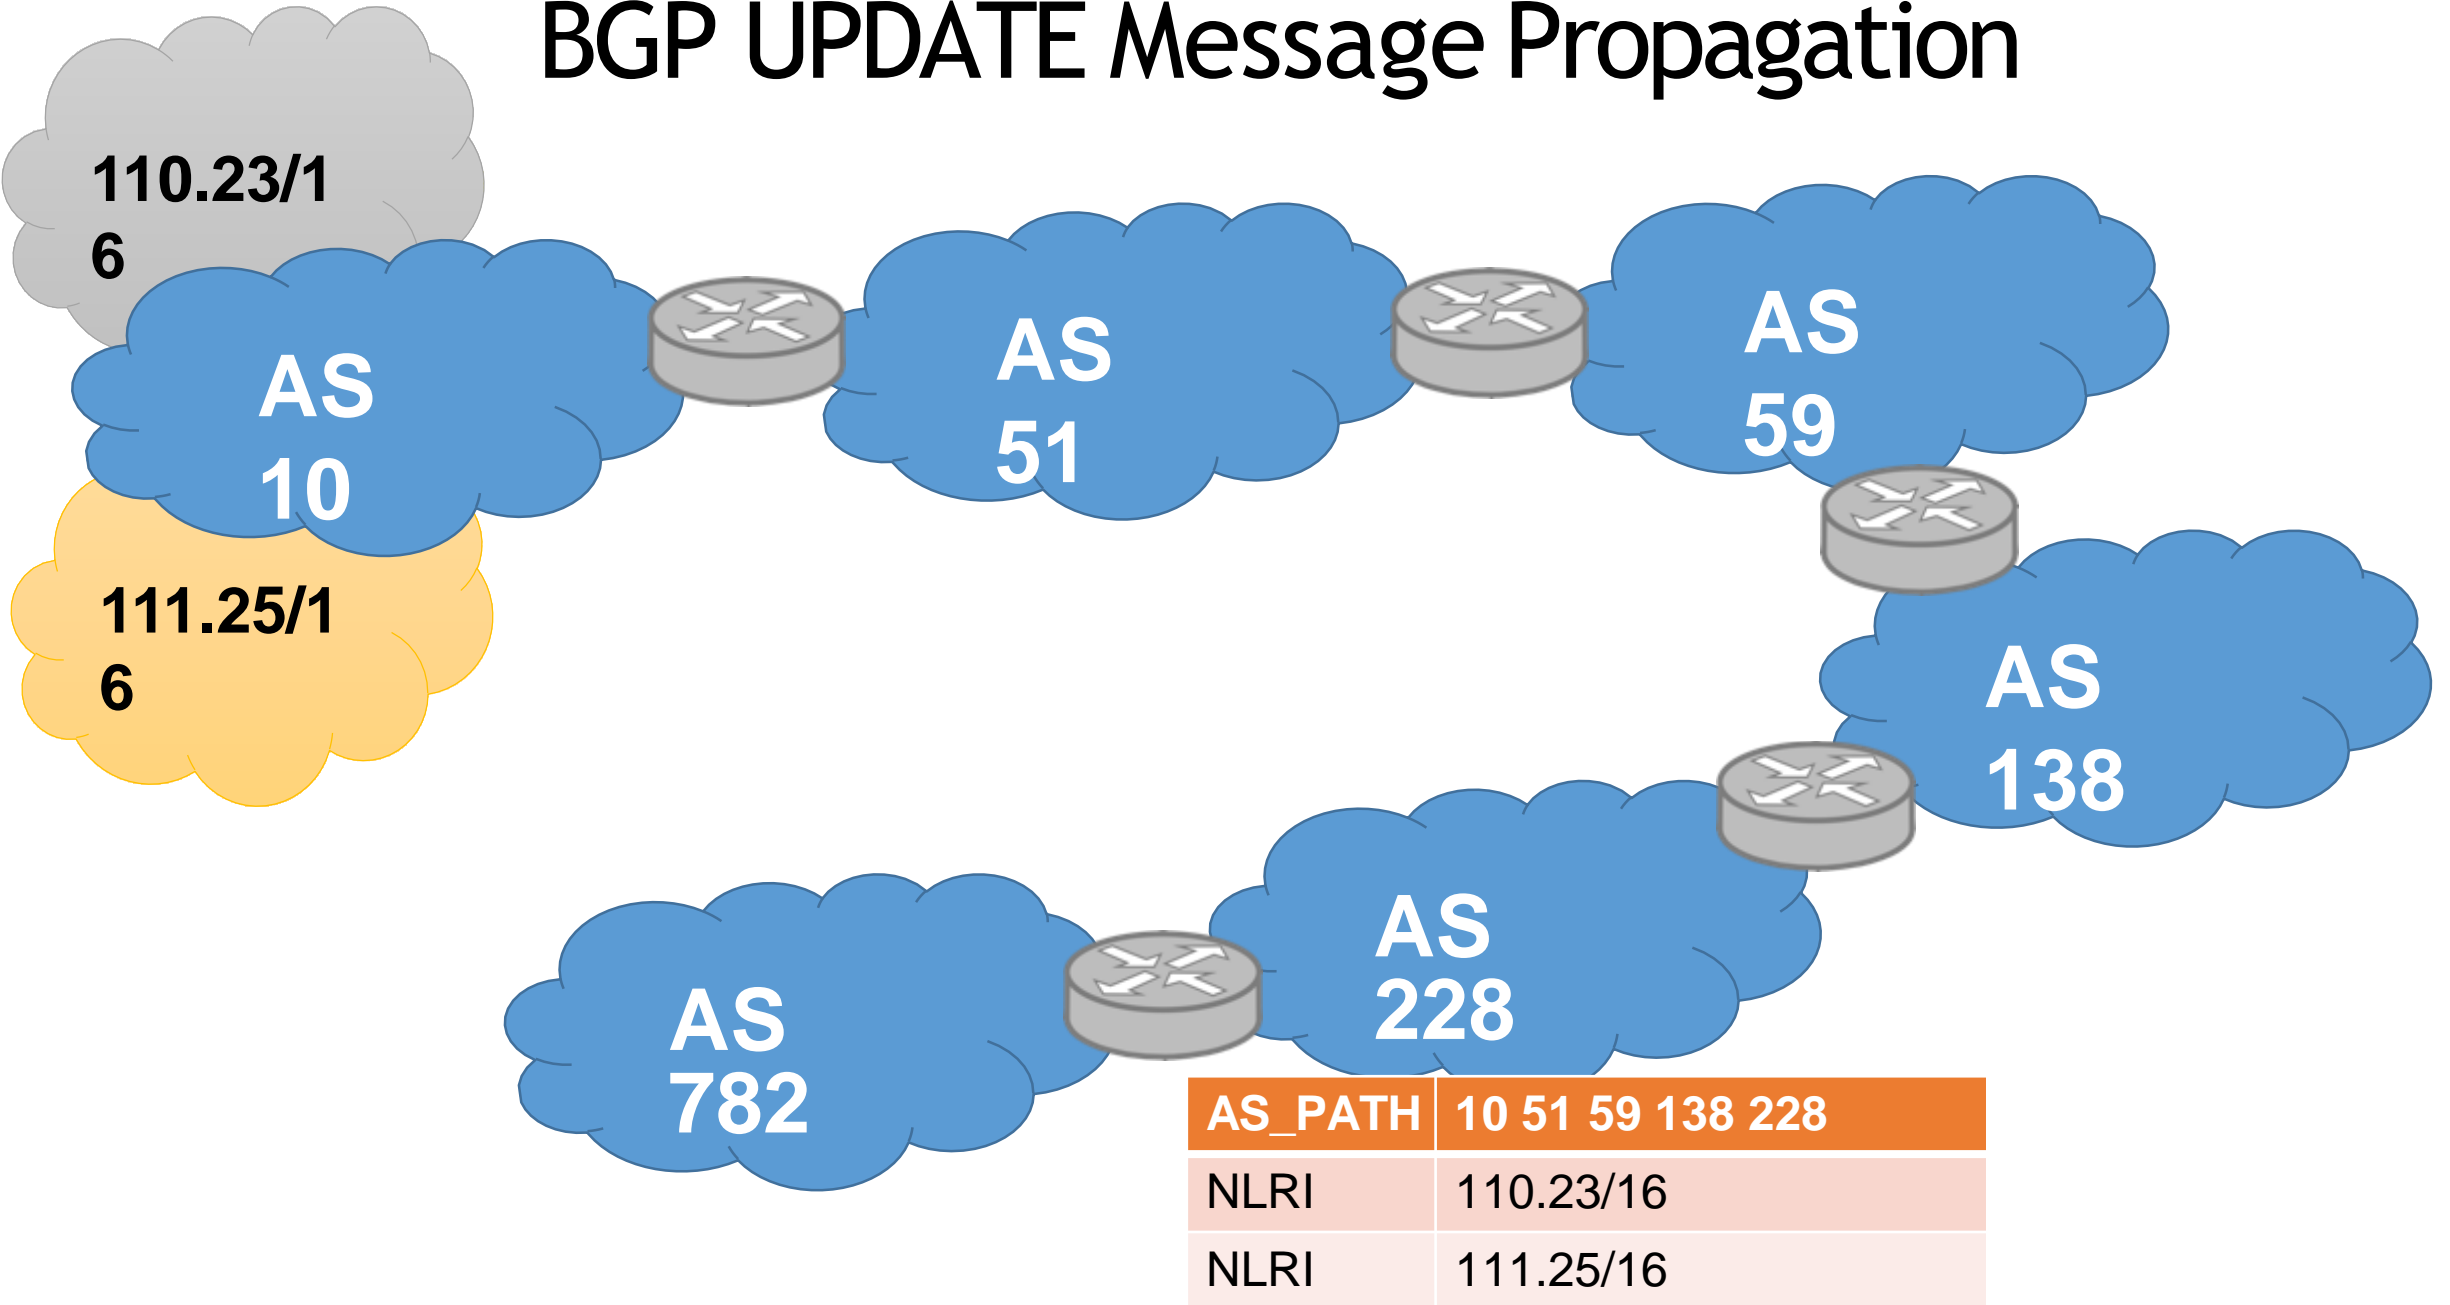 BGP UPDATE Message Propagation
110.23/1
6
AS
10
AS
51
AS
59
111.25/1
6
AS
138
AS
228
AS
782
AS_PATH 10 51 59 138 228
NLRI 110.23/16
NLRI 111.25/16